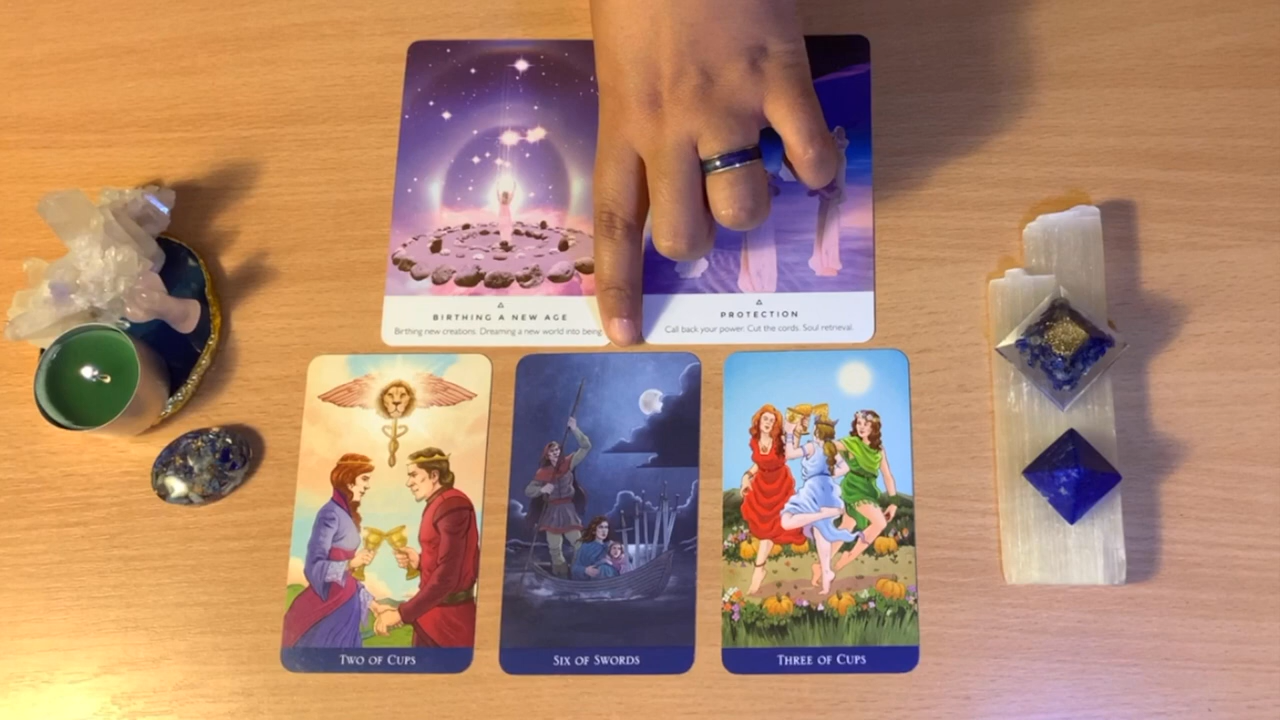 BIRTHING A NEW AGE
Birthing new creations. Dreaming a new world into being
PROTECTION
Call back your power. Cut the cords. Soul retrieval.
TWO OF CUPS
SIX OF SWORDS
THREE OF CUPS